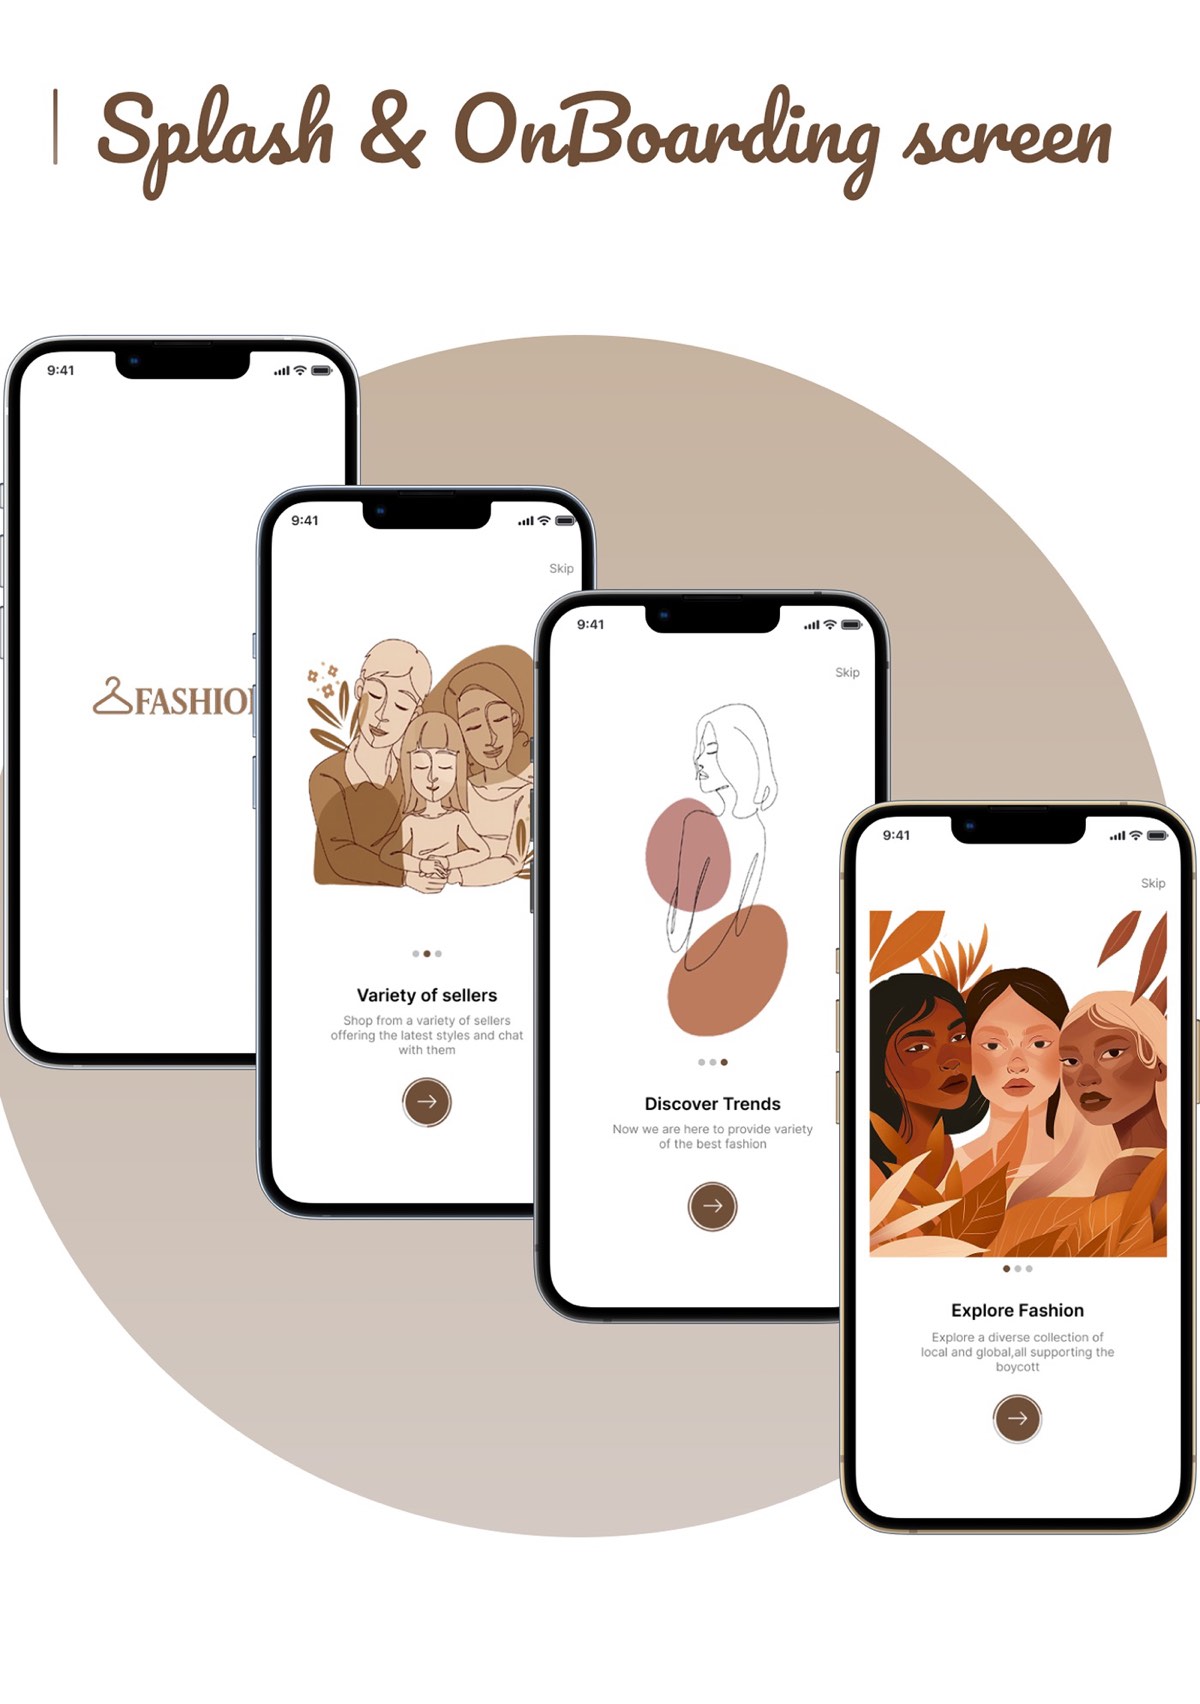 Splash & OnBoarding screen
9:41
FASHION
9:41
Skip
Variety of sellers
Shop from a variety of sellers
offering the latest styles and chat
with them
9:41
Skip
Discover Trends
Now we are here to provide variety
of the best fashion
9:41
Skip
Explore Fashion
Explore a diverse collection of
local and global,all supporting the
boycott